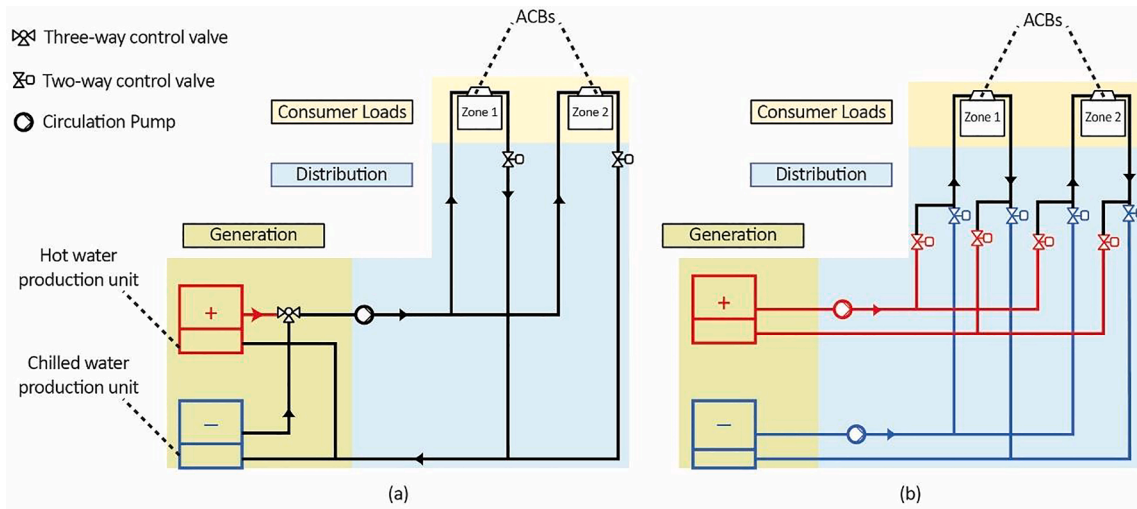 Three-way control valve
Two-way control valve
Circulation Pump
ACBs
Consumer Loads
Zone 1
Zone 2
Distribution
Generation
Hot water
production unit
+
Chilled water
production unit
−
(a)
ACBs
Consumer Loads
Zone 1
Zone 2
Distribution
Generation
+
−
(b)